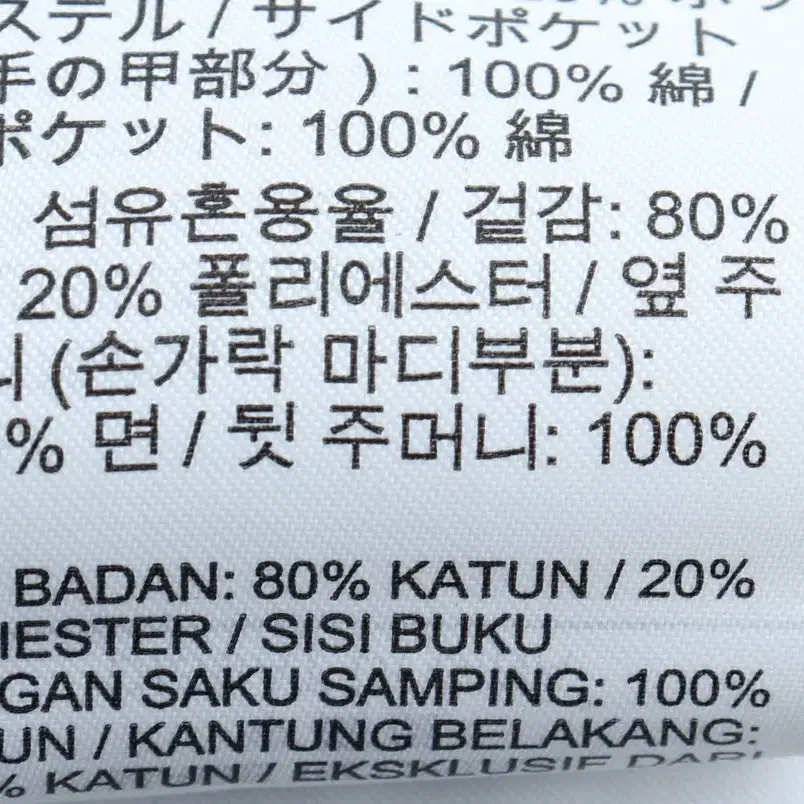 ステル / サイドポケット
手の甲部分 ) : 100% 綿 /
ポケット: 100% 綿
섬유혼용율 / 겉감: 80%
20% 폴리에스터 / 옆 주
니 (손가락 마디부분):
% 면 / 뒷 주머니: 100%
BADAN: 80% KATUN / 20%
IESTER / SISI BUKU
GAN SAKU SAMPING: 100%
UN / KANTUNG BELAKANG:
% KATUN / EKSKLUSIF DARI